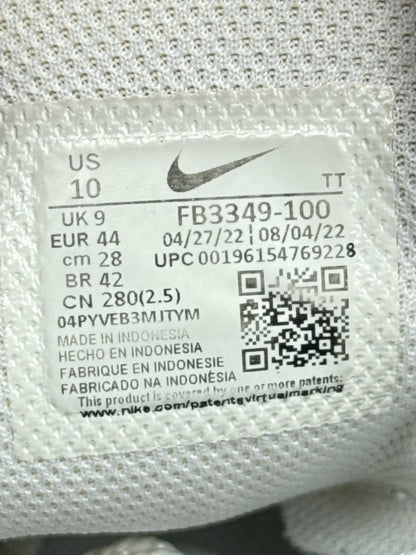 US
10
TT
UK 9
FB3349-100
EUR 44
04/27/22 | 08/04/22
cm 28
UPC 00196154769228
BR 42
CN 280(2.5)
04PYVEB3MJTYM
MADE IN INDONESIA
HECHO EN INDONESIA
FABRIQUE EN INDONESIE
FABRICADO NA INDONÉSIA
This product is covered by one or more patents:
www.nike.com/patentsvirtualmarking